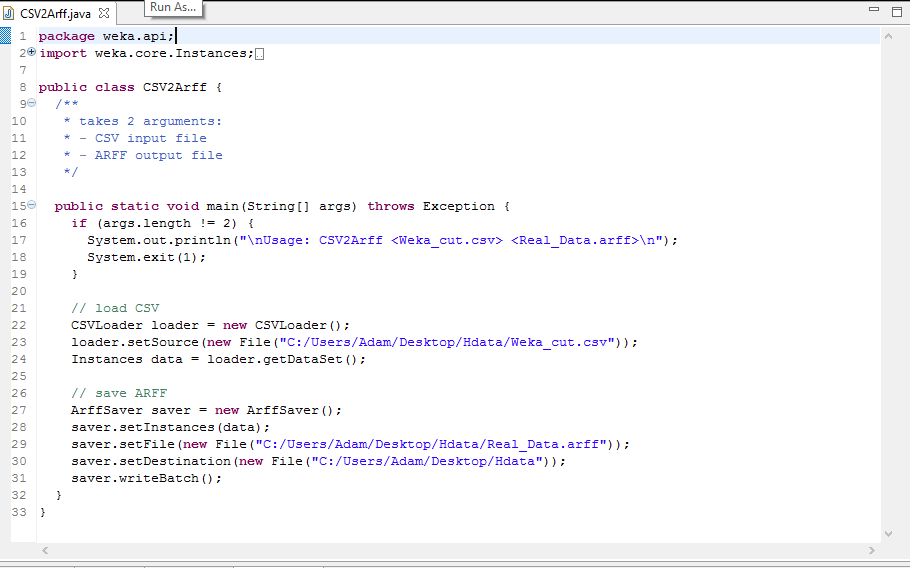 CSV2Arff.java
Run As...
1 package weka.api;
2 import weka.core.Instances;
7
8 public class CSV2Arff {
9   /**
10    * takes 2 arguments:
11    * - CSV input file
12    * - ARFF output file
13    */
14
15   public static void main(String[] args) throws Exception {
16     if (args.length != 2) {
17       System.out.println("\nUsage: CSV2Arff <Weka_cut.csv> <Real_Data.arff>\n");
18       System.exit(1);
19     }
20
21     // load CSV
22     CSVLoader loader = new CSVLoader();
23     loader.setSource(new File("C:/Users/Adam/Desktop/Hdata/Weka_cut.csv"));
24     Instances data = loader.getDataSet();
25
26     // save ARFF
27     ArffSaver saver = new ArffSaver();
28     saver.setInstances(data);
29     saver.setFile(new File("C:/Users/Adam/Desktop/Hdata/Real_Data.arff"));
30     saver.setDestination(new File("C:/Users/Adam/Desktop/Hdata"));
31     saver.writeBatch();
32   }
33 }